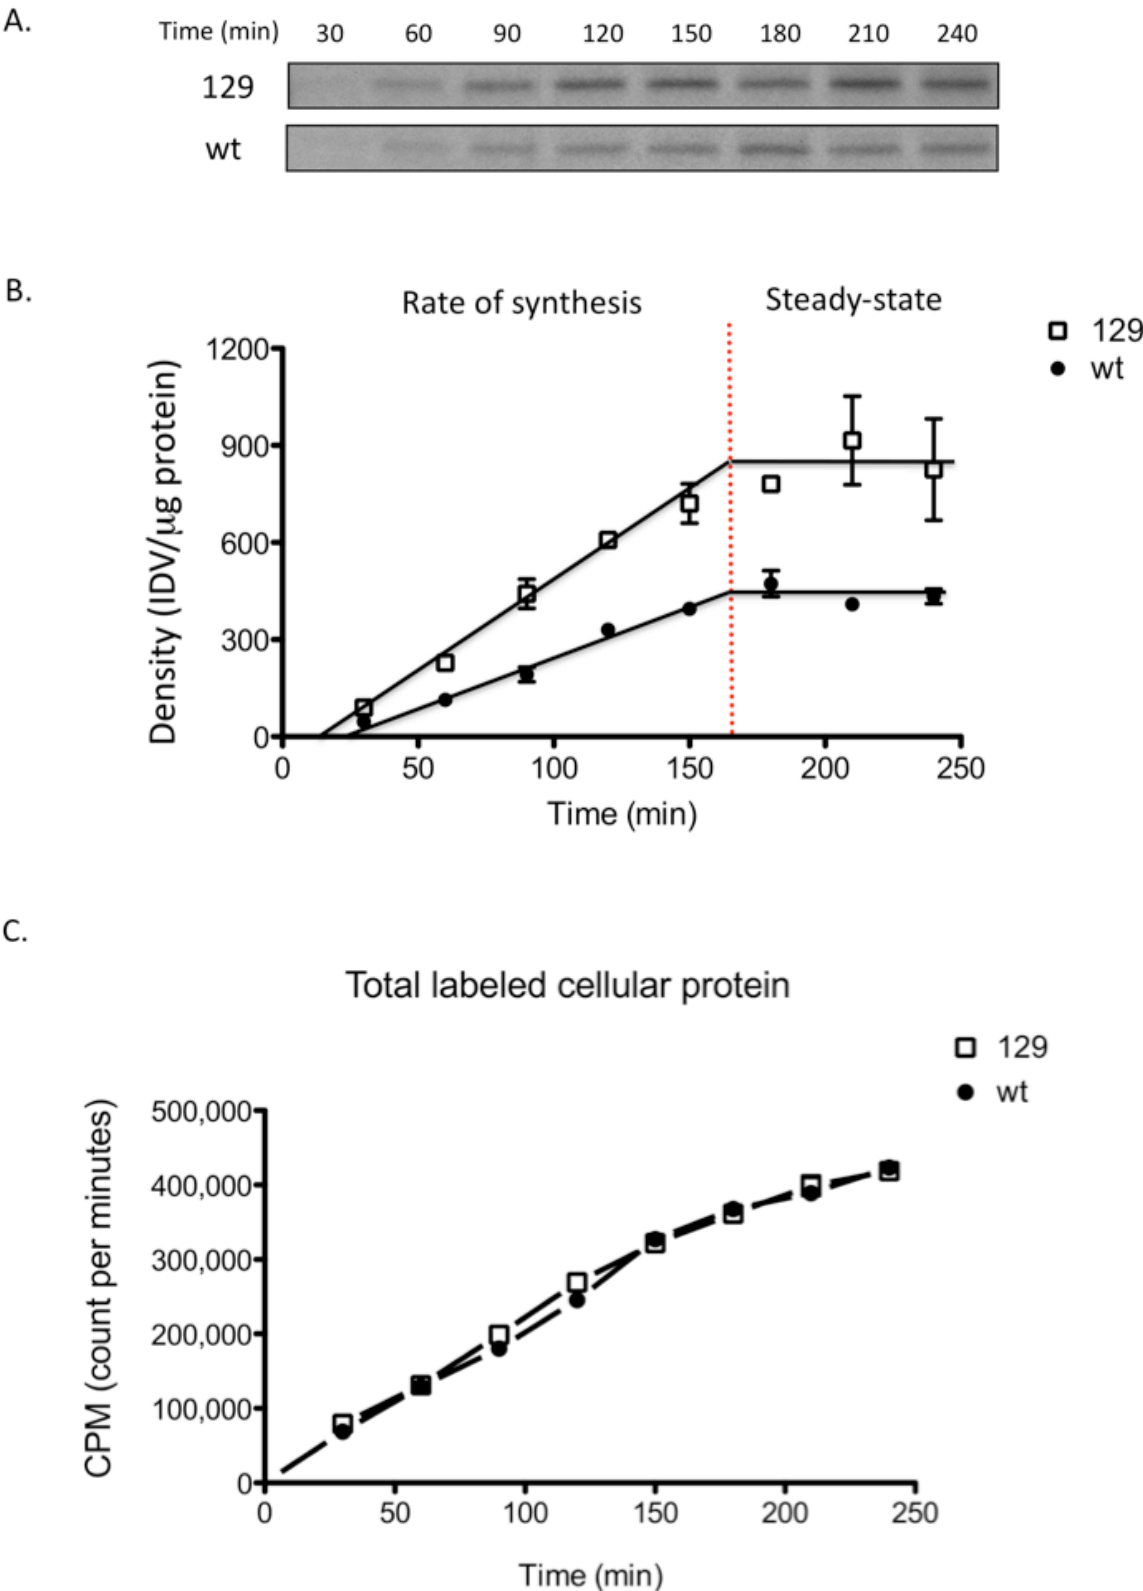 A.
Time (min) 30 60 90 120 150 180 210 240
129
wt
B.
Rate of synthesis Steady-state
129
wt
Density (IDV/μg protein)
1200
900
600
300
0
0 50 100 150 200 250
Time (min)
C.
Total labeled cellular protein
129
wt
CPM (count per minutes)
500,000
400,000
300,000
200,000
100,000
0
0 50 100 150 200 250
Time (min)